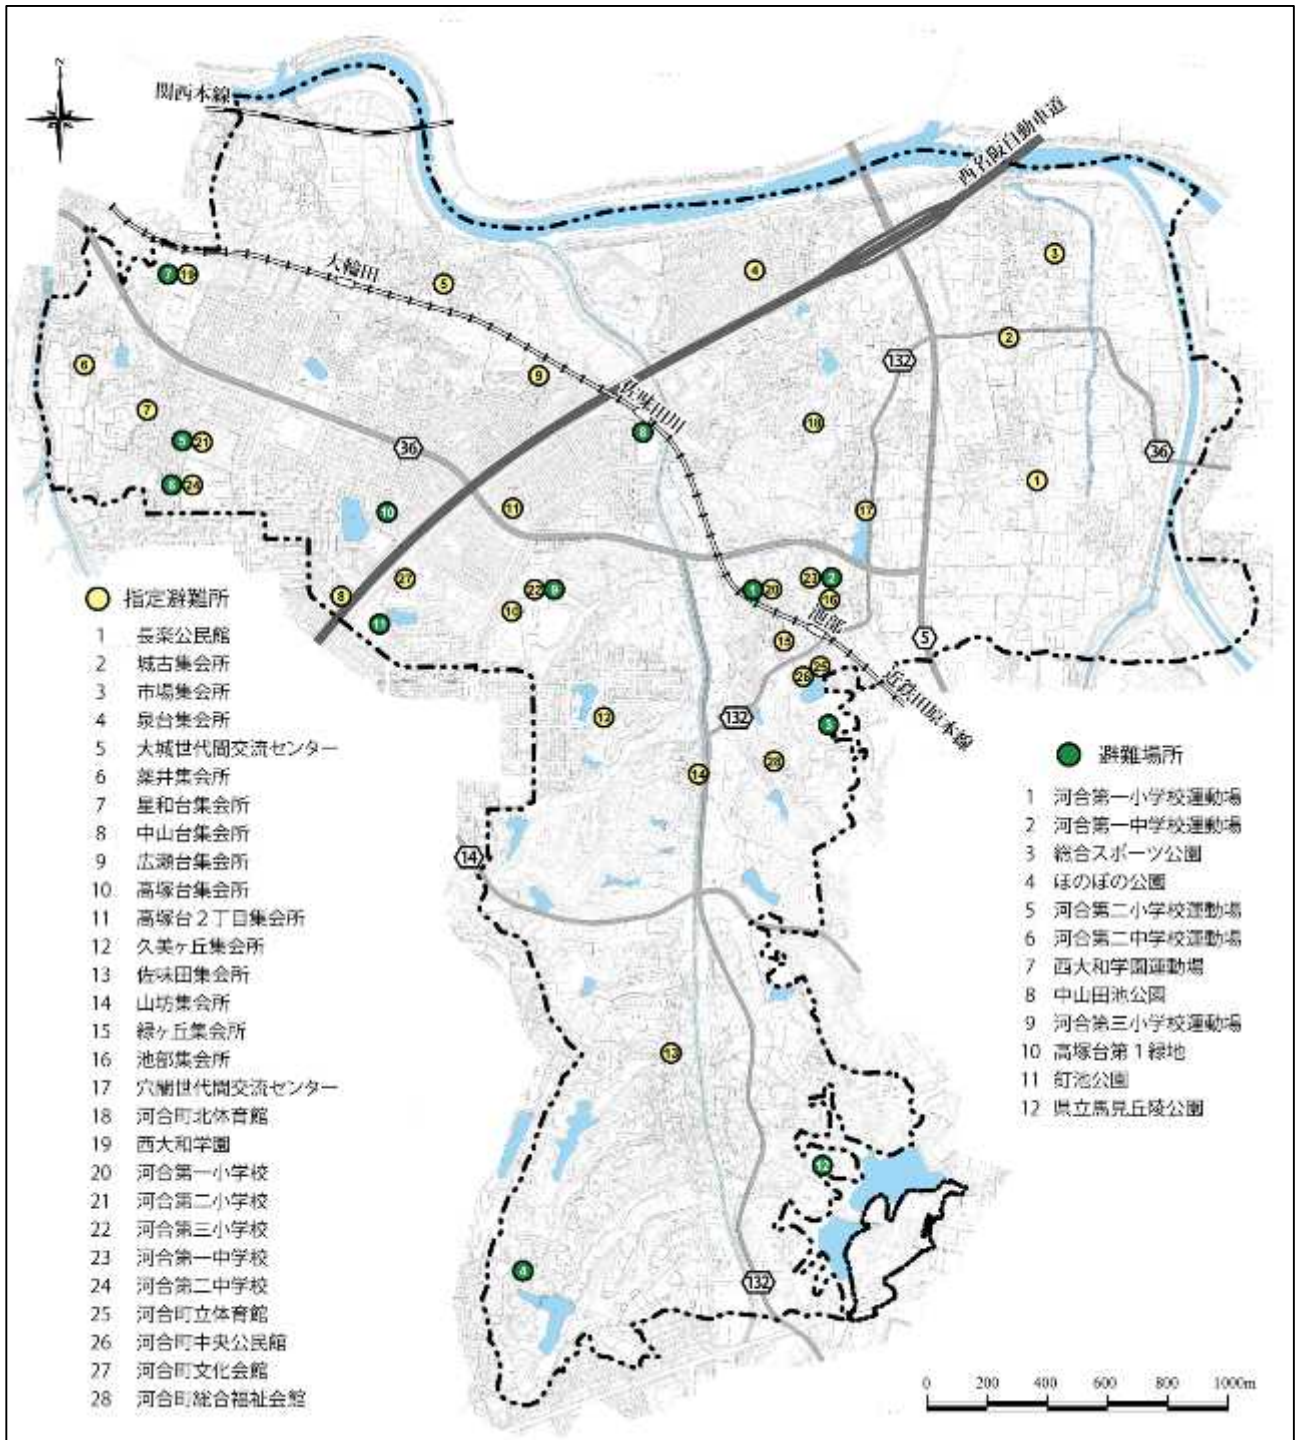 N
関西本線
西名阪自動車道
大輪田
佐味田川
池部
近鉄田原本線
132
36
36
5
132
14
132
指定避難所
1 長楽公民館
2 城古集会所
3 市場集会所
4 泉台集会所
5 大城世代間交流センター
6 薬井集会所
7 星和台集会所
8 中山台集会所
9 広瀬台集会所
10 高塚台集会所
11 高塚台2丁目集会所
12 久美ヶ丘集会所
13 佐味田集会所
14 山坊集会所
15 緑ヶ丘集会所
16 池部集会所
17 穴闇世代間交流センター
18 河合町北体育館
19 西大和学園
20 河合第一小学校
21 河合第二小学校
22 河合第三小学校
23 河合第一中学校
24 河合第二中学校
25 河合町立体育館
26 河合町中央公民館
27 河合町文化会館
28 河合町総合福祉会館
避難場所
1 河合第一小学校運動場
2 河合第一中学校運動場
3 総合スポーツ公園
4 ほのぼの公園
5 河合第二小学校運動場
6 河合第二中学校運動場
7 西大和学園運動場
8 中山田池公園
9 河合第三小学校運動場
10 高塚台第1緑地
11 釘池公園
12 県立馬見丘陵公園
0 200 400 600 800 1000m